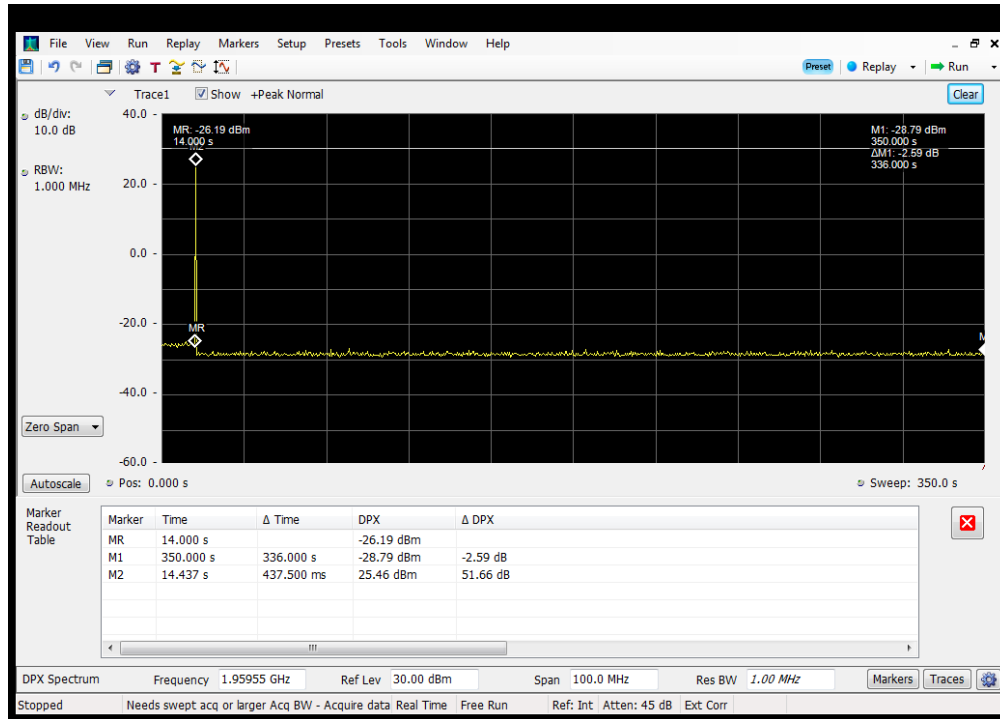 File View Run Replay Markers Setup Presets Tools Window Help
T Preset Replay Run
Trace1 Show +Peak Normal Clear
dB/div:
10.0 dB
RBW:
1.000 MHz
40.0
20.0
0.0
-20.0
-40.0
-60.0
MR: -26.19 dBm
14.000 s
M2
M1: -28.79 dBm
350.000 s
ΔM1: -2.59 dB
336.000 s
MR
Zero Span
Autoscale Pos: 0.000 s Sweep: 350.0 s
Marker
Readout
Table
Marker Time Δ Time DPX Δ DPX
MR 14.000 s -26.19 dBm
M1 350.000 s 336.000 s -28.79 dBm -2.59 dB
M2 14.437 s 437.500 ms 25.46 dBm 51.66 dB
DPX Spectrum Frequency 1.95955 GHz Ref Lev 30.00 dBm Span 100.0 MHz Res BW 1.00 MHz Markers Traces
Stopped Needs swept acq or larger Acq BW - Acquire data Real Time Free Run Ref: Int Atten: 45 dB Ext Corr